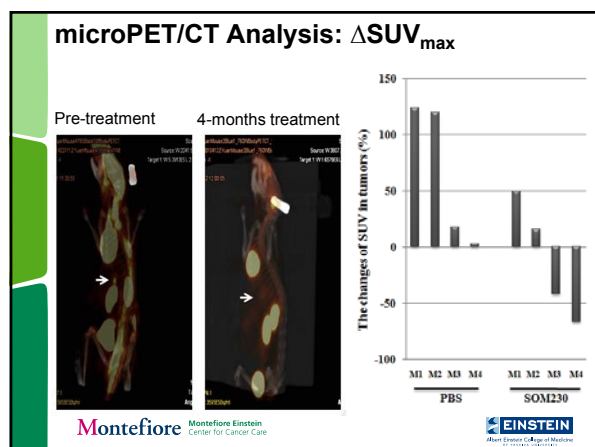 microPET/CT Analysis: ΔSUVmax
Pre-treatment
4-months treatment
The changes of SUV in tumors (%)
150
100
50
0
-50
-100
M1 M2 M3 M4 M1 M2 M3 M4
PBS SOM230
Montefiore
Montefiore Einstein
Center for Cancer Care
EINSTEIN
Albert Einstein College of Medicine